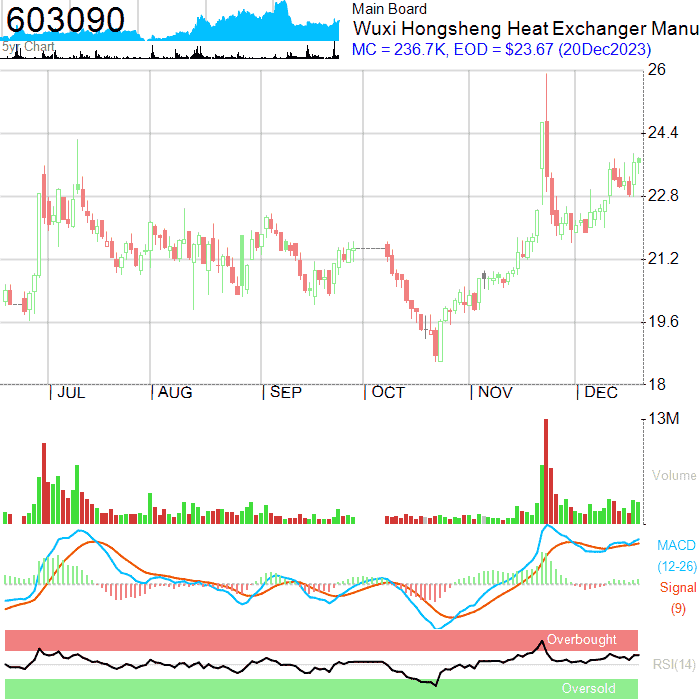 603090
5yr Chart
Main Board
Wuxi Hongsheng Heat Exchanger Manu
MC = 236.7K, EOD = $23.67 (20Dec2023)
26
24.4
22.8
21.2
19.6
18
JUL AUG SEP OCT NOV DEC
13M
Volume
MACD
(12-26)
Signal
(9)
Overbought
RSI(14)
Oversold